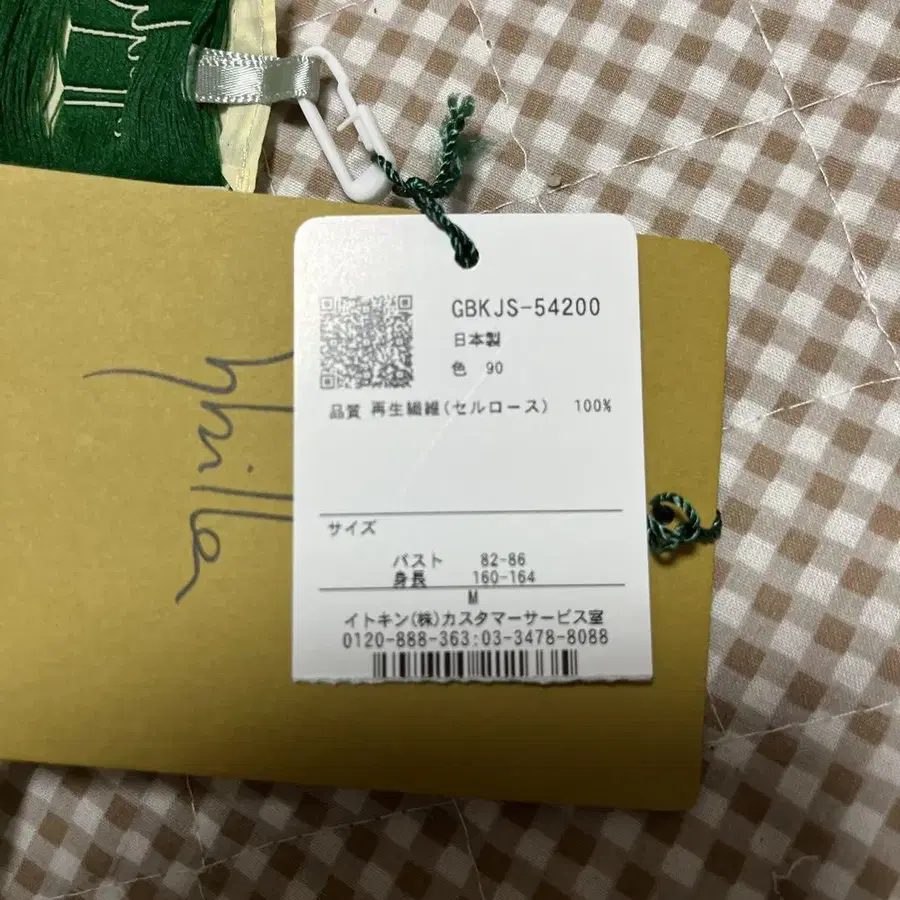 GBKJS-54200
日本製
色 90
品質 再生繊維(セルロース) 100%
サイズ
バスト 82-86
身長 160-164
M
イトキン(株)カスタマーサービス室
0120-888-363:03-3478-8088